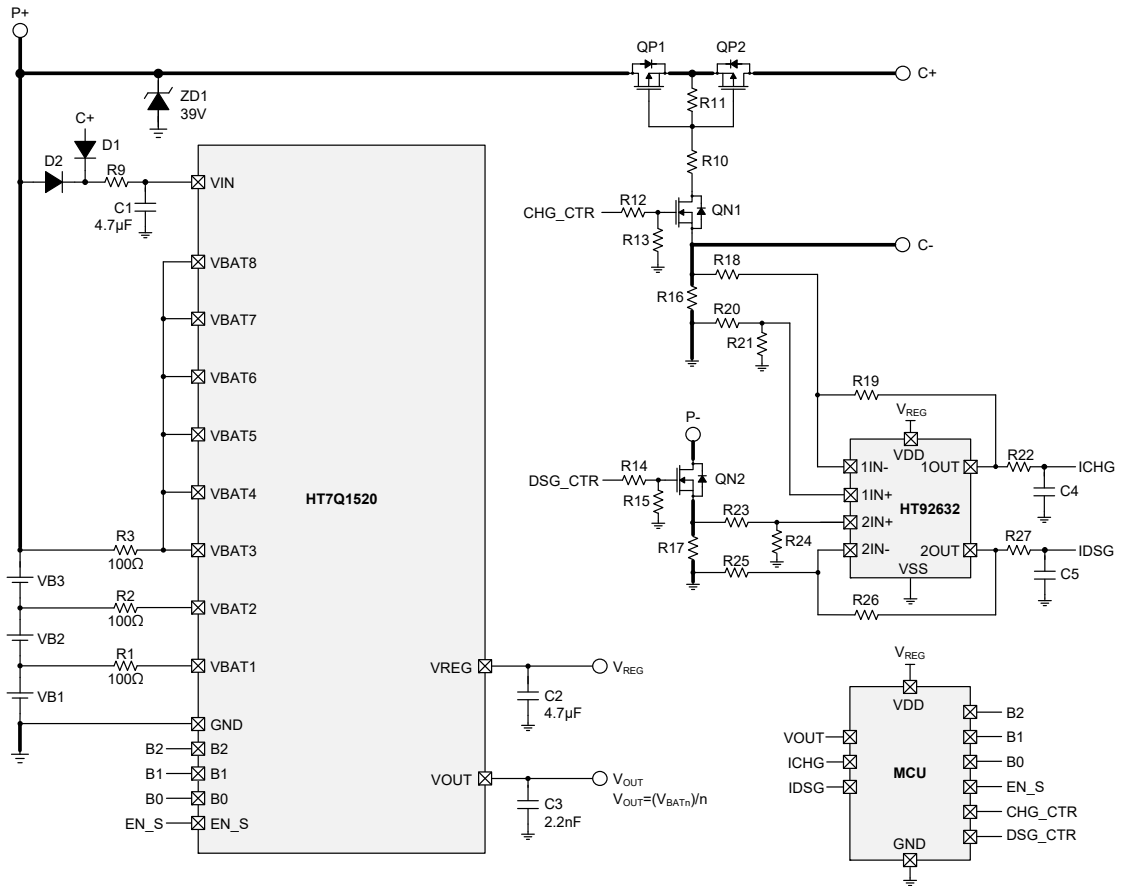 P+
QP1
QP2
C+
R11
ZD1
39V
C+
D1
D2
R9
C1
4.7μF
VIN
R10
CHG_CTR
R12
QN1
R13
C-
VBAT8
R18
R16
R20
R21
VBAT7
VBAT6
R19
VREG
P-
VBAT5
VDD
1IN-
1OUT
R22
ICHG
DSG_CTR
R14
QN2
R15
VBAT4
HT7Q1520
1IN+
HT92632
C4
R23
2IN+
R24
R27
R3
100Ω
VBAT3
R17
2IN-
2OUT
IDSG
R25
VSS
C5
VB3
R2
100Ω
VBAT2
R26
VB2
R1
100Ω
VBAT1
VREG
VREG
VREG
C2
4.7μF
VB1
VDD
GND
B2
B2
B2
VOUT
B1
B1
B1
B0
B0
B0
ICHG
MCU
VOUT
VOUT
VOUT=(VBATn)/n
IDSG
EN_S
C3
2.2nF
EN_S
EN_S
CHG_CTR
DSG_CTR
GND